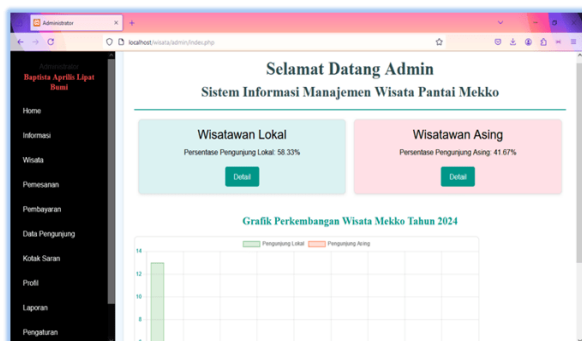 Administrator
localhost/wisata/admin/index.php
Administrator
Baptista Aprilis Lipat
Bumi
Home
Informasi
Wisata
Pemesanan
Pembayaran
Data Pengunjung
Kotak Saran
Profil
Laporan
Pengaturan
Selamat Datang Admin
Sistem Informasi Manajemen Wisata Pantai Mekko
Wisatawan Lokal
Persentase Pengunjung Lokal: 58.33%
Detail
Wisatawan Asing
Persentase Pengunjung Asing: 41.67%
Detail
Grafik Perkembangan Wisata Mekko Tahun 2024
Pengunjung Lokal Pengunjung Asing
14
12
10
8